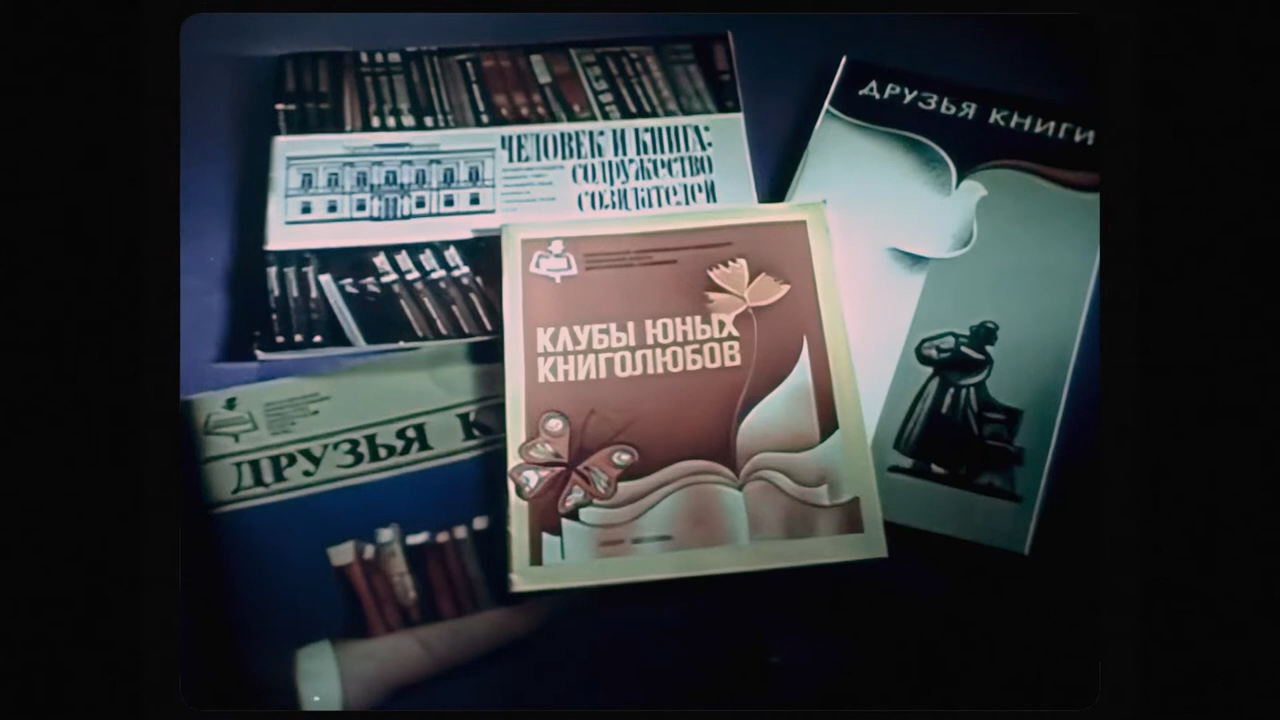 ЧЕЛОВЕК И КНИГА:
содружество
созидателей
ДРУЗЬЯ КНИГИ
КЛУБЫ ЮНЫХ
КНИГОЛЮБОВ
ДРУЗЬЯ К